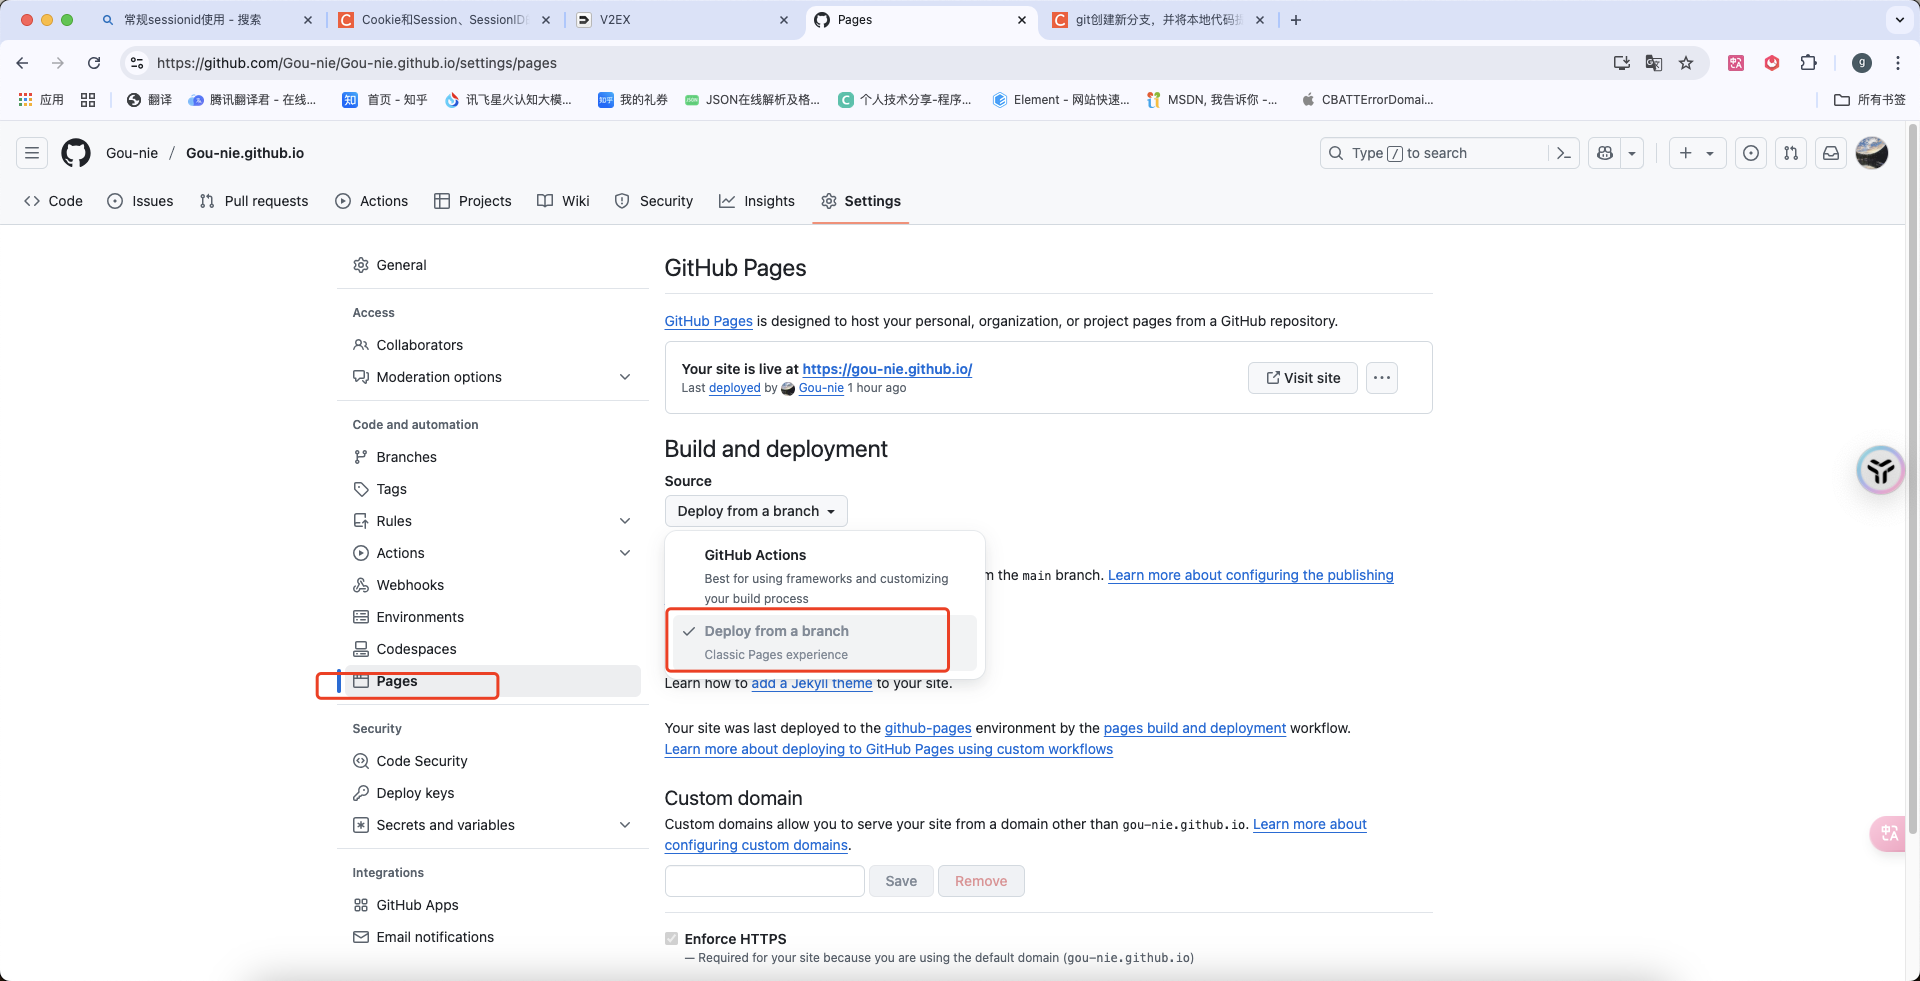 常规sessionid使用 - 搜索
Cookie和Session、SessionID
V2EX
Pages
git创建新分支，并将本地代码
https://github.com/Gou-nie/Gou-nie.github.io/settings/pages
g
应用
翻译
腾讯翻译君 - 在线...
首页 - 知乎
讯飞星火认知大模...
我的礼券
JSON在线解析及格...
个人技术分享-程序...
Element - 网站快速...
MSDN, 我告诉你 -...
CBATTErrorDomai...
所有书签
Gou-nie / Gou-nie.github.io
Type / to search
Code
Issues
Pull requests
Actions
Projects
Wiki
Security
Insights
Settings
General
Access
Collaborators
Moderation options
Code and automation
Branches
Tags
Rules
Actions
Webhooks
Environments
Codespaces
Pages
Security
Code Security
Deploy keys
Secrets and variables
Integrations
GitHub Apps
Email notifications
GitHub Pages
GitHub Pages is designed to host your personal, organization, or project pages from a GitHub repository.
Your site is live at https://gou-nie.github.io/
Last deployed by Gou-nie 1 hour ago
Visit site
Build and deployment
Source
Deploy from a branch
GitHub Actions
Best for using frameworks and customizing
your build process
m the main branch. Learn more about configuring the publishing
Deploy from a branch
Classic Pages experience
Learn how to add a Jekyll theme to your site.
Your site was last deployed to the github-pages environment by the pages build and deployment workflow.
Learn more about deploying to GitHub Pages using custom workflows
Custom domain
Custom domains allow you to serve your site from a domain other than gou-nie.github.io. Learn more about
configuring custom domains.
Save
Remove
Enforce HTTPS
— Required for your site because you are using the default domain (gou-nie.github.io)